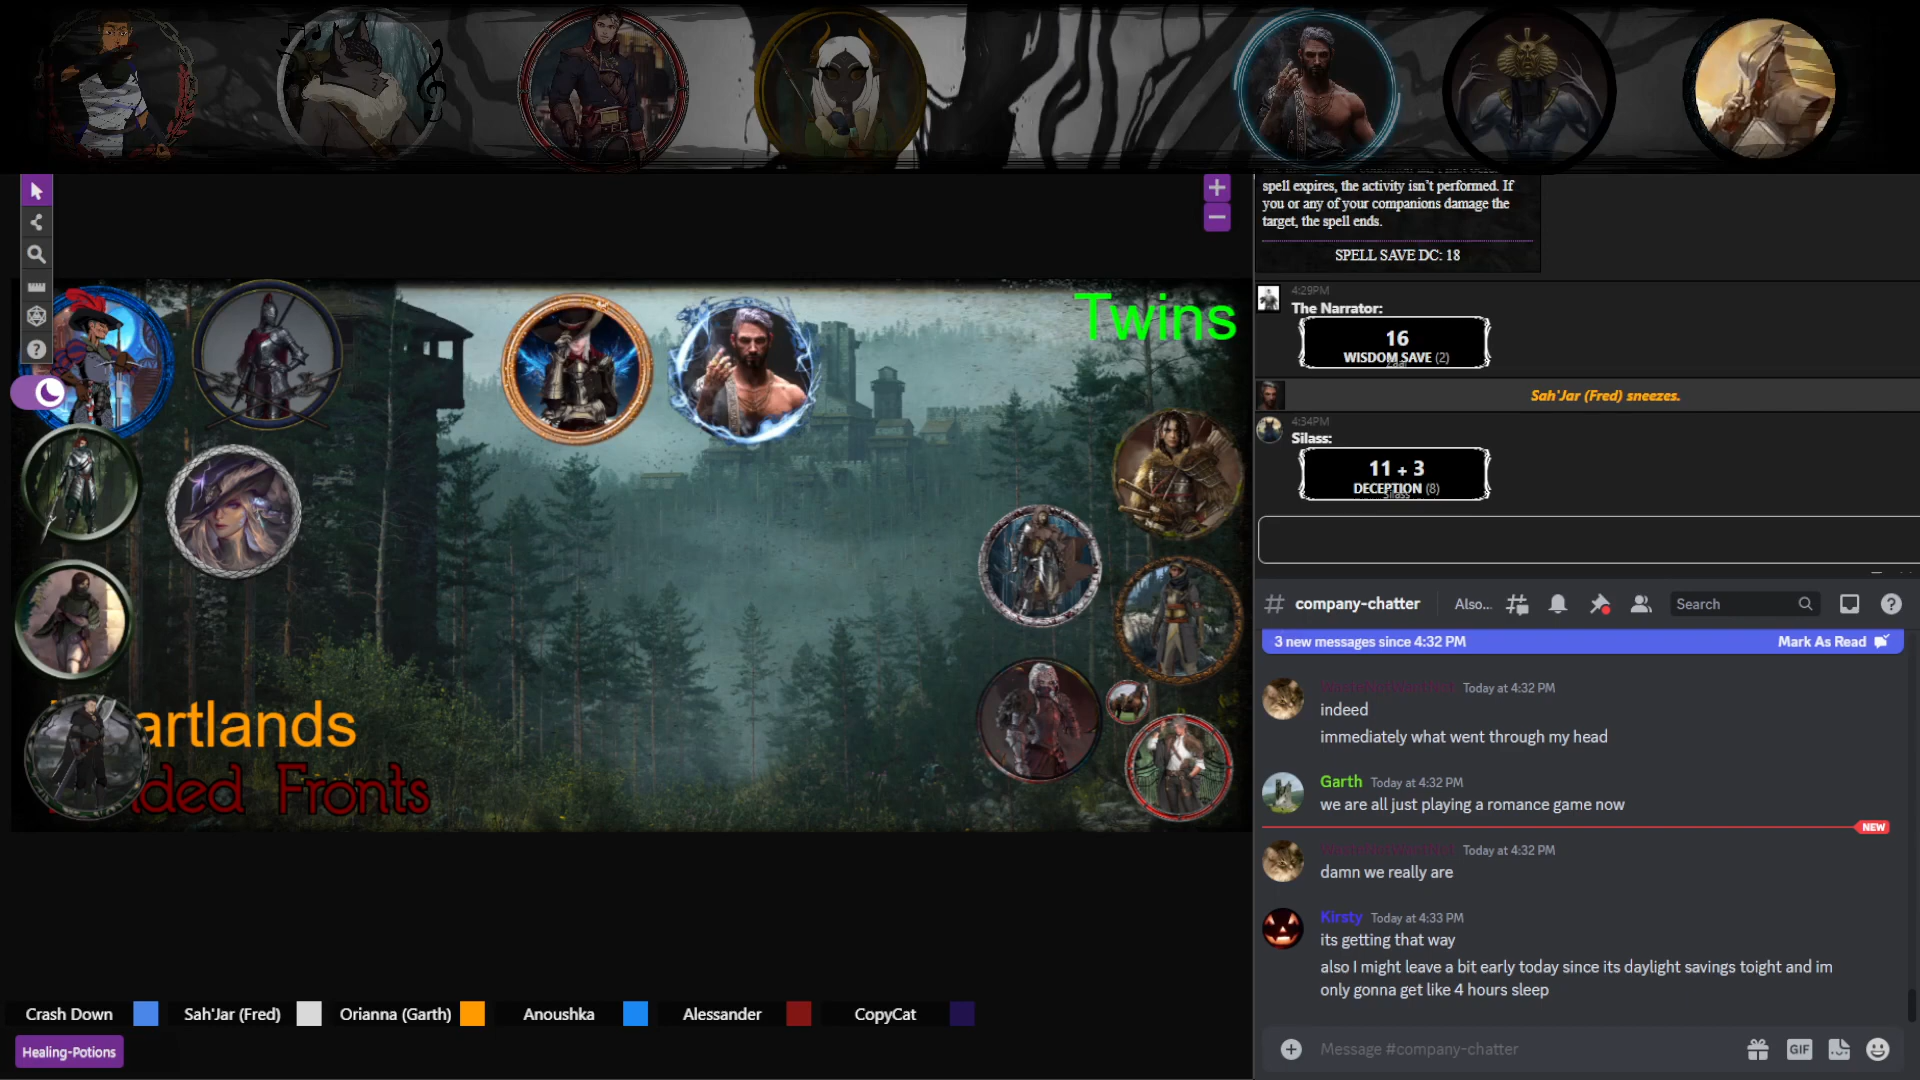 Twins
artlands
ded Fronts
Crash Down
Sah'Jar (Fred)
Orianna (Garth)
Anoushka
Alessander
CopyCat
Healing-Potions
spell expires, the activity isn't performed. If
you or any of your companions damage the
target, the spell ends.
SPELL SAVE DC: 18
4:29PM
The Narrator:
16
WISDOM SAVE (2)
Sah'Jar (Fred) sneezes.
4:34PM
Silass:
11 + 3
DECEPTION (8)
Silass
company-chatter
Also...
Search
3 new messages since 4:32 PM
Mark As Read
Today at 4:32 PM
indeed
immediately what went through my head
Garth Today at 4:32 PM
we are all just playing a romance game now
NEW
Today at 4:32 PM
damn we really are
Kirsty Today at 4:33 PM
its getting that way
also I might leave a bit early today since its daylight savings toight and im
only gonna get like 4 hours sleep
Message #company-chatter
GIF